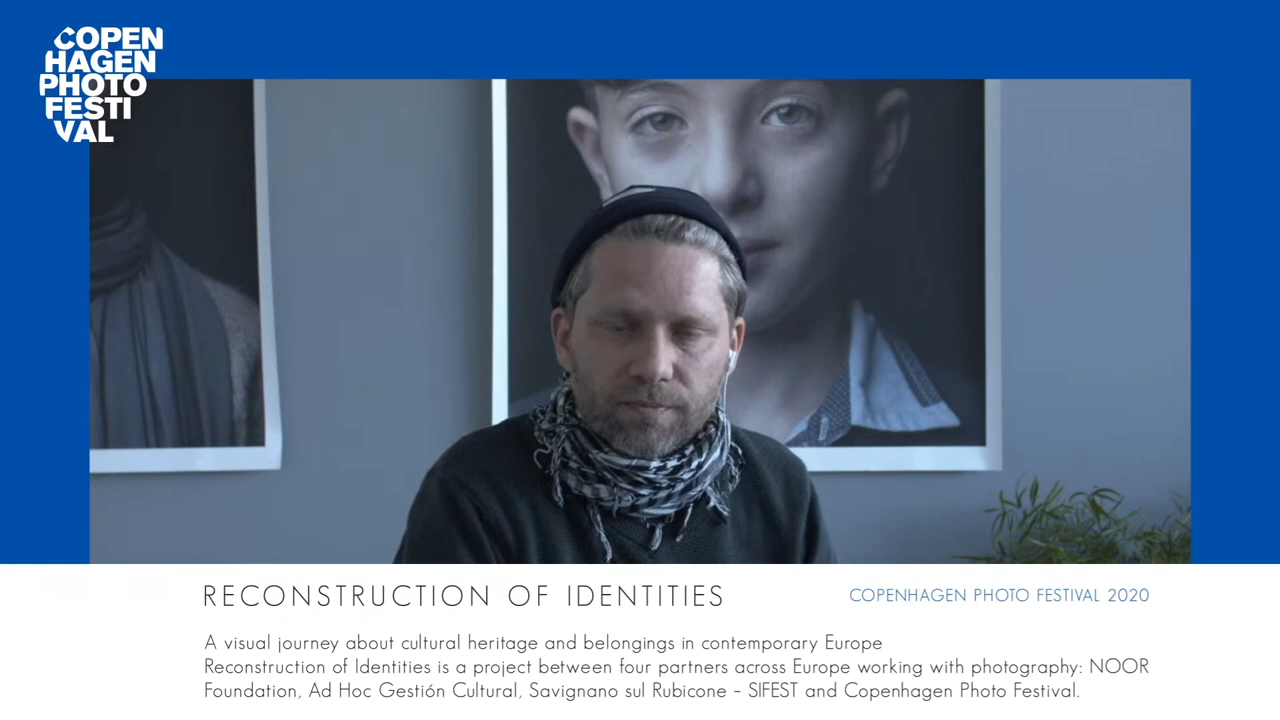 COPEN
HAGEN
PHOTO
FESTI
VAL
RECONSTRUCTION OF IDENTITIES
COPENHAGEN PHOTO FESTIVAL 2020
A visual journey about cultural heritage and belongings in contemporary Europe
Reconstruction of Identities is a project between four partners across Europe working with photography: NOOR
Foundation, Ad Hoc Gestión Cultural, Savignano sul Rubicone - SIFEST and Copenhagen Photo Festival.